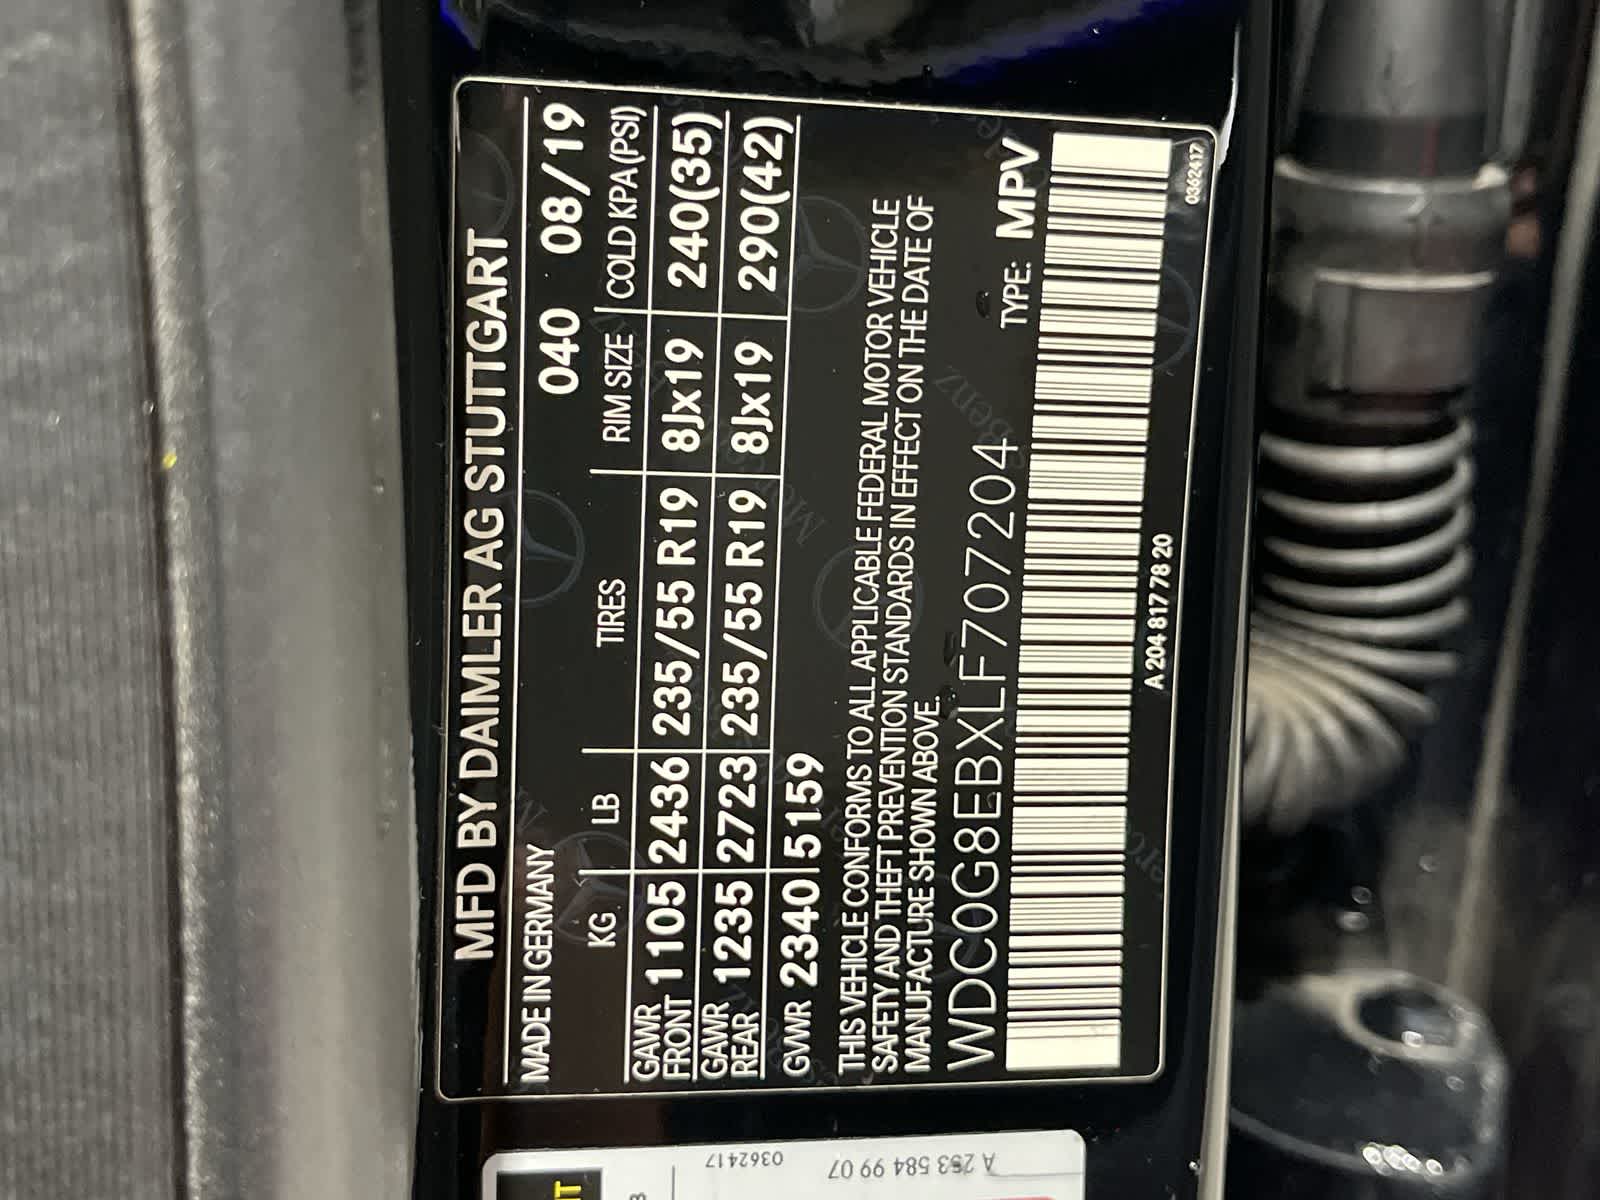 MFD BY DAIMLER AG STUTTGART
MADE IN GERMANY 040 08/19
KG LB TIRES RIM SIZE COLD KPA(PSI)
GAWR FRONT 1105 2436 235/55 R19 8Jx19 240(35)
GAWR REAR 1235 2723 235/55 R19 8Jx19 290(42)
GVWR 2340 5159
THIS VEHICLE CONFORMS TO ALL APPLICABLE FEDERAL MOTOR VEHICLE
SAFETY AND THEFT PREVENTION STANDARDS IN EFFECT ON THE DATE OF
MANUFACTURE SHOWN ABOVE.
WDC0G8EBXLF707204 TYPE: MPV
A 204 817 78 20 0362417
A 253 584 99 07
0362417